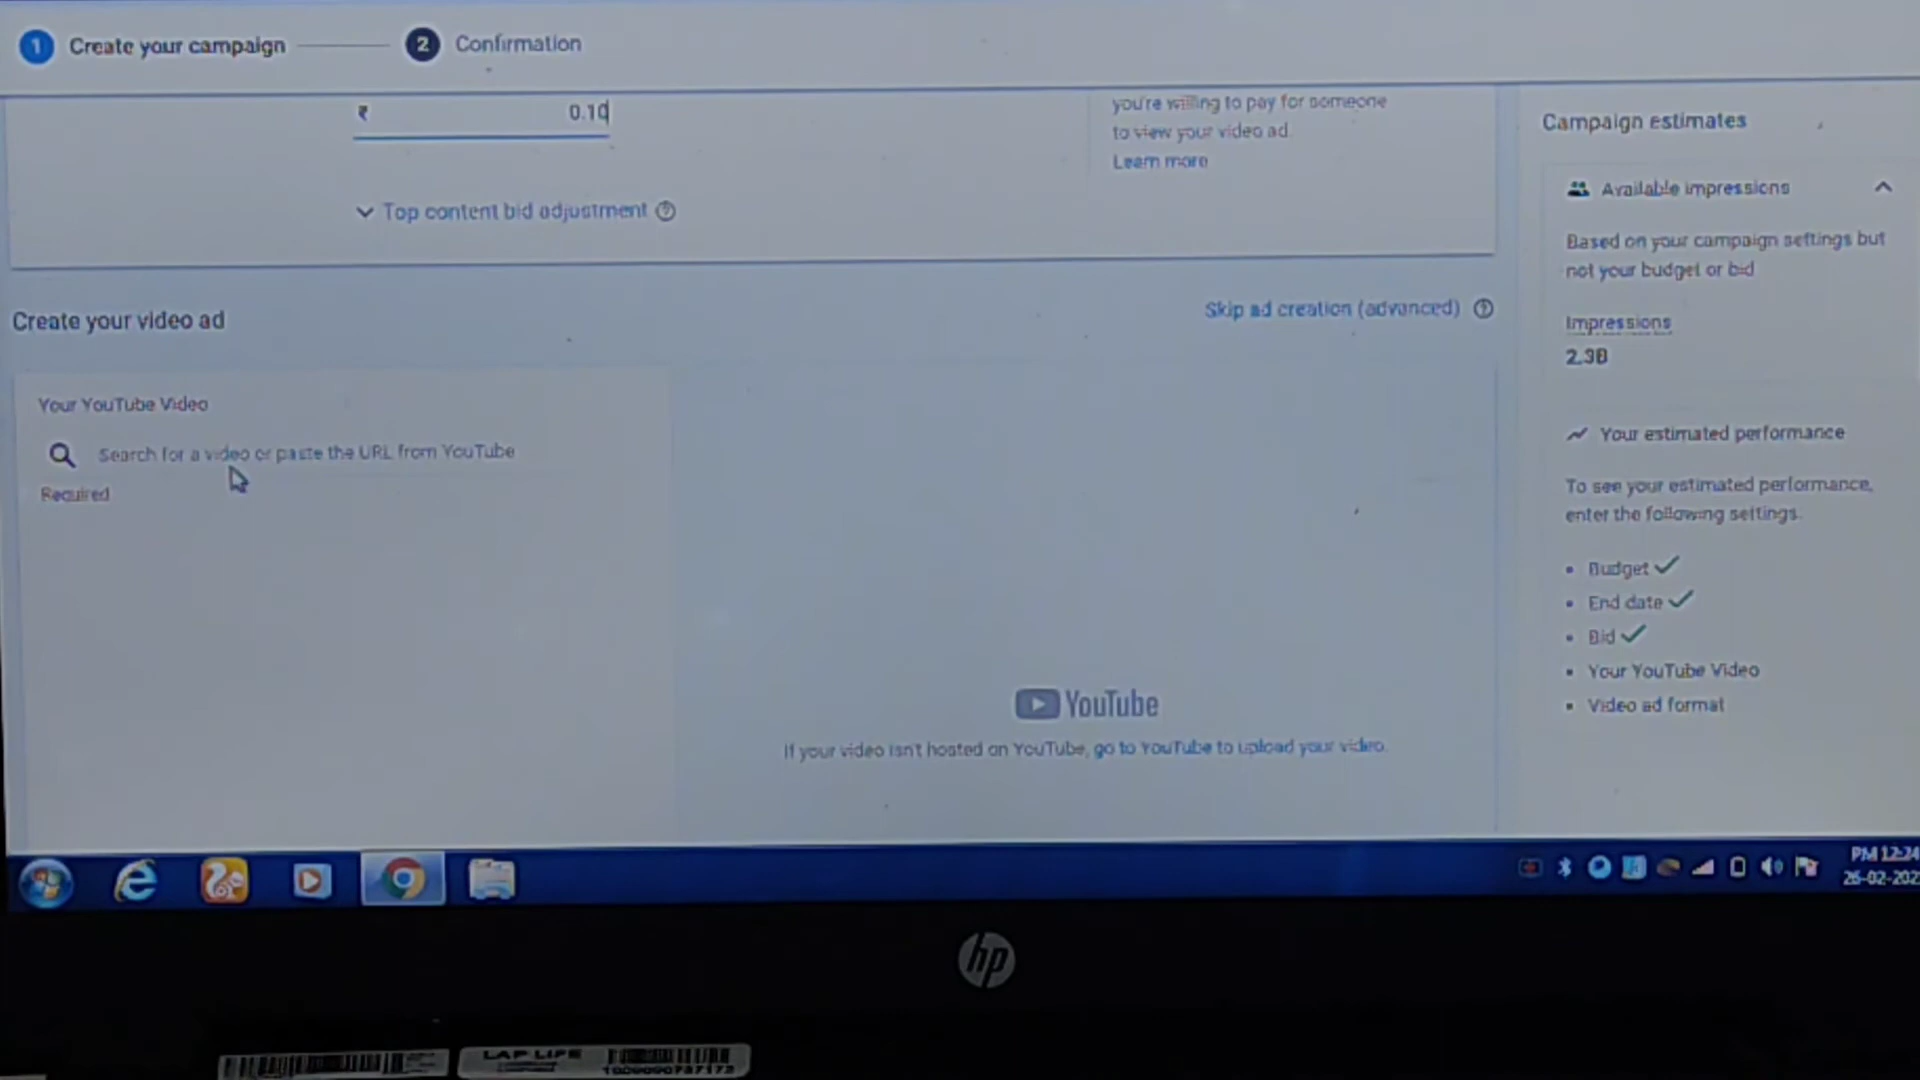 1 Create your campaign
2 Confirmation
₹ 0.10
Top content bid adjustment
you're willing to pay for someone
to view your video ad
Learn more
Create your video ad
Skip ad creation (advanced)
Your YouTube Video
Search for a video or paste the URL from YouTube
Required
YouTube
If your video isn't hosted on YouTube, go to YouTube to upload your video.
Campaign estimates
Available impressions
Based on your campaign settings but
not your budget or bid
Impressions
2.3B
Your estimated performance
To see your estimated performance,
enter the following settings.
Budget
End date
Bid
Your YouTube Video
Video ad format
PM 12:24
26-02-202
hp
LAP LIFE